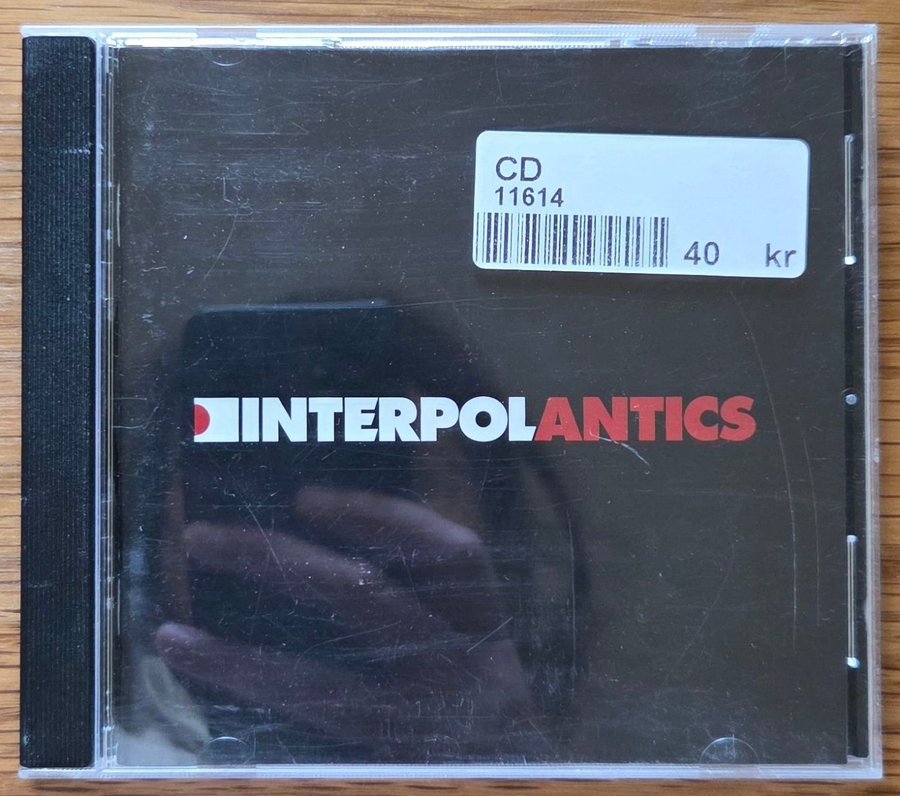 CD
11614
40 kr
INTERPOLANTICS